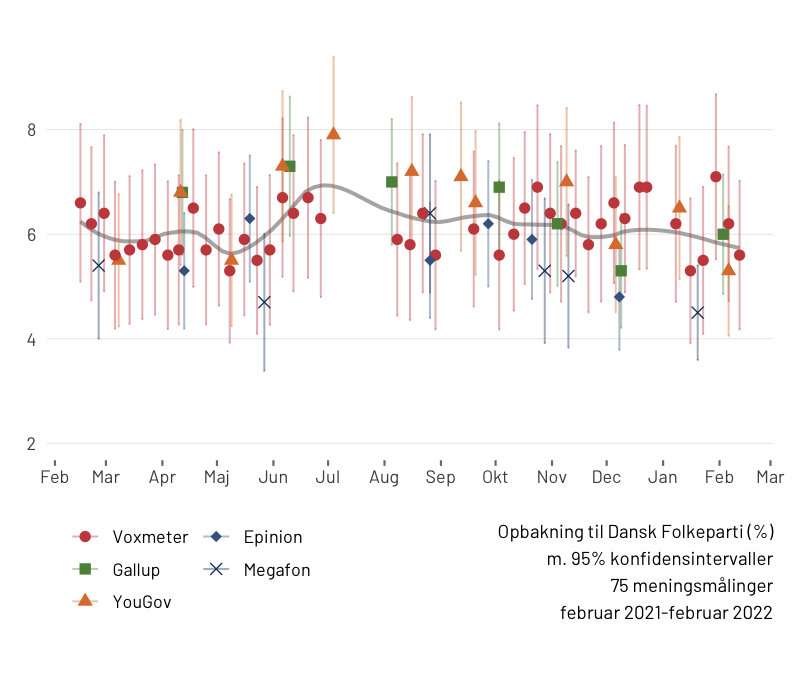 8
6
4
2
Feb Mar Apr Maj Jun Jul Aug Sep Okt Nov Dec Jan Feb Mar
Voxmeter
Gallup
YouGov
Epinion
Megafon
Opbakning til Dansk Folkeparti (%)
m. 95% konfidensintervaller
75 meningsmålinger
februar 2021-februar 2022